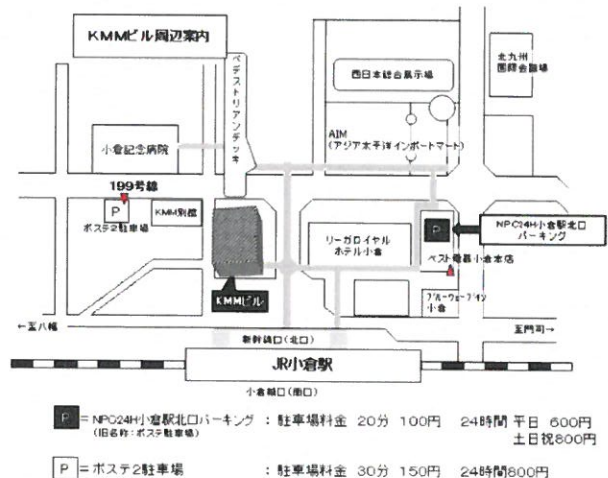 KMMビル周辺案内
ペデストリアンデッキ
西日本総合展示場
北九州
国際会議場
小倉記念病院
AIM
(アジア太平洋インポートマート)
199号線
P
ポステ2駐車場
KMM別館
リーガロイヤル
ホテル小倉
P
NPC24H小倉駅北口
パーキング
ベスト電器小倉本店
KMMビル
ブルーウェーブイン
小倉
←至八幡
至門司→
新幹線口(北口)
JR小倉駅
小倉城口(南口)
P =NPC24H小倉駅北口パーキング : 駐車場料金 20分 100円 24時間 平日 600円
(旧名称:ポステ駐車場) 土日祝800円
P =ポステ2駐車場 : 駐車場料金 30分 150円 24時間800円